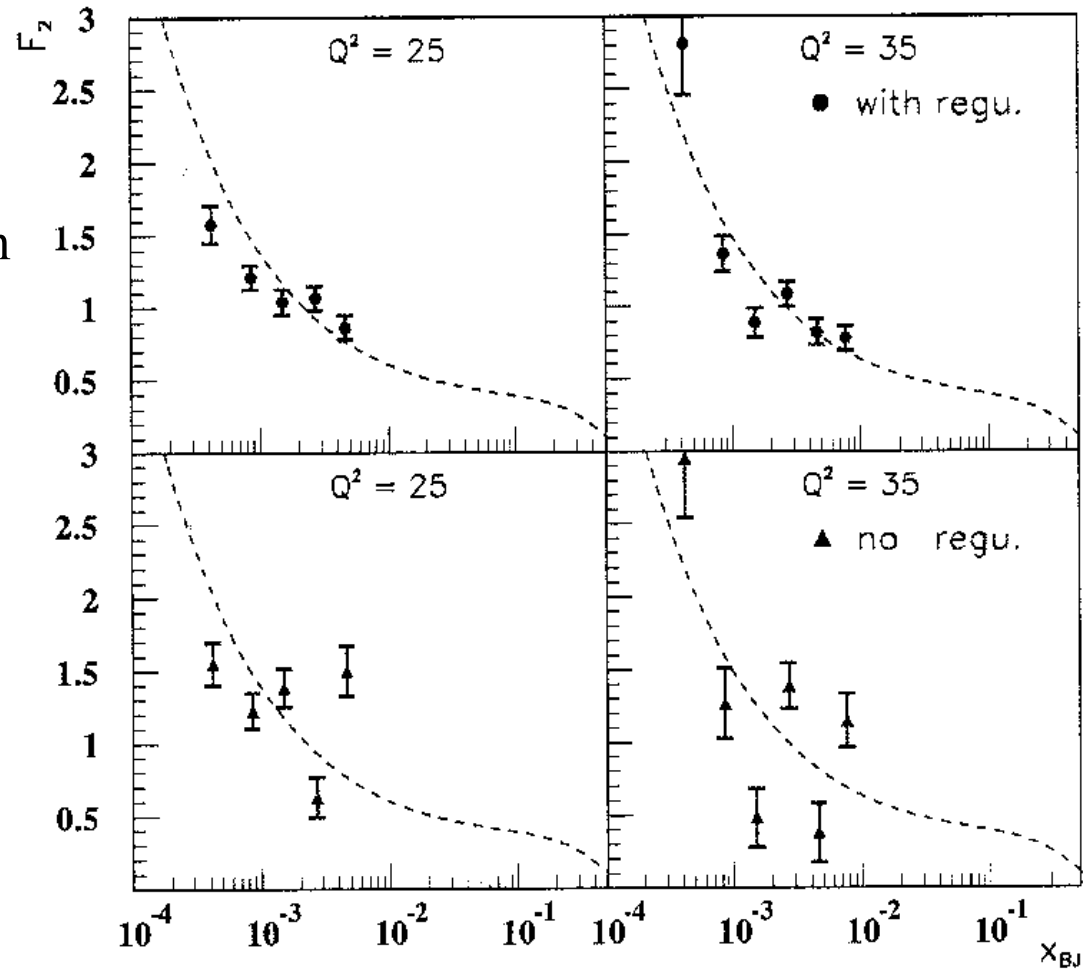 F₂
3
2.5
2
1.5
1
0.5
Q² = 25
Q² = 35
● with regu.
n
3
2.5
2
1.5
1
0.5
Q² = 25
Q² = 35
▲ no regu.
10⁻⁴ 10⁻³ 10⁻² 10⁻¹ 10⁻⁴ 10⁻³ 10⁻² 10⁻¹
x_BJ